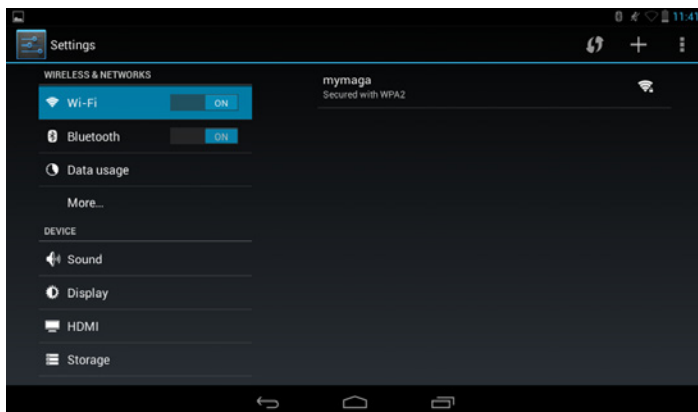 11:41
Settings
WIRELESS & NETWORKS
Wi-Fi ON
Bluetooth ON
Data usage
More...
DEVICE
Sound
Display
HDMI
Storage
mymaga
Secured with WPA2